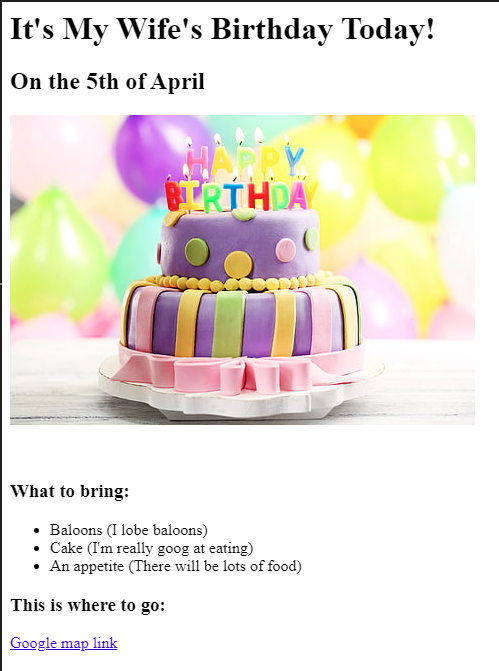 It's My Wife's Birthday Today!
On the 5th of April
HAPPY
BIRTHDAY
What to bring:
Baloons (I lobe baloons)
Cake (I'm really goog at eating)
An appetite (There will be lots of food)
This is where to go:
Google map link